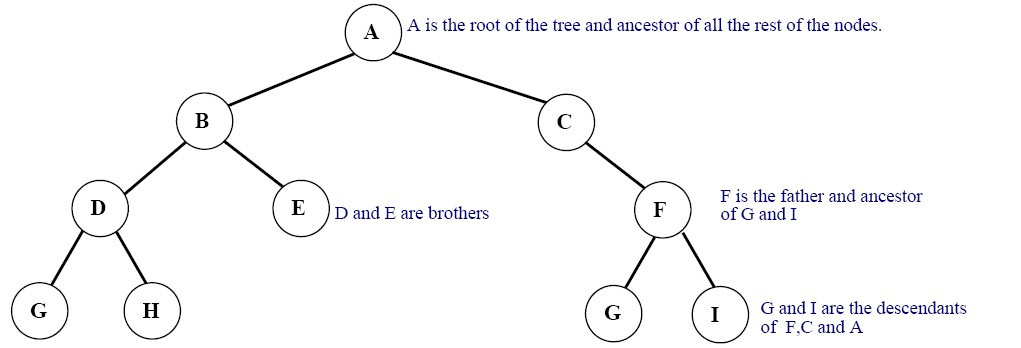 A
A is the root of the tree and ancestor of all the rest of the nodes.
B
C
D
E
D and E are brothers
F
F is the father and ancestor
of G and I
G
H
G
I
G and I are the descendants
of F,C and A